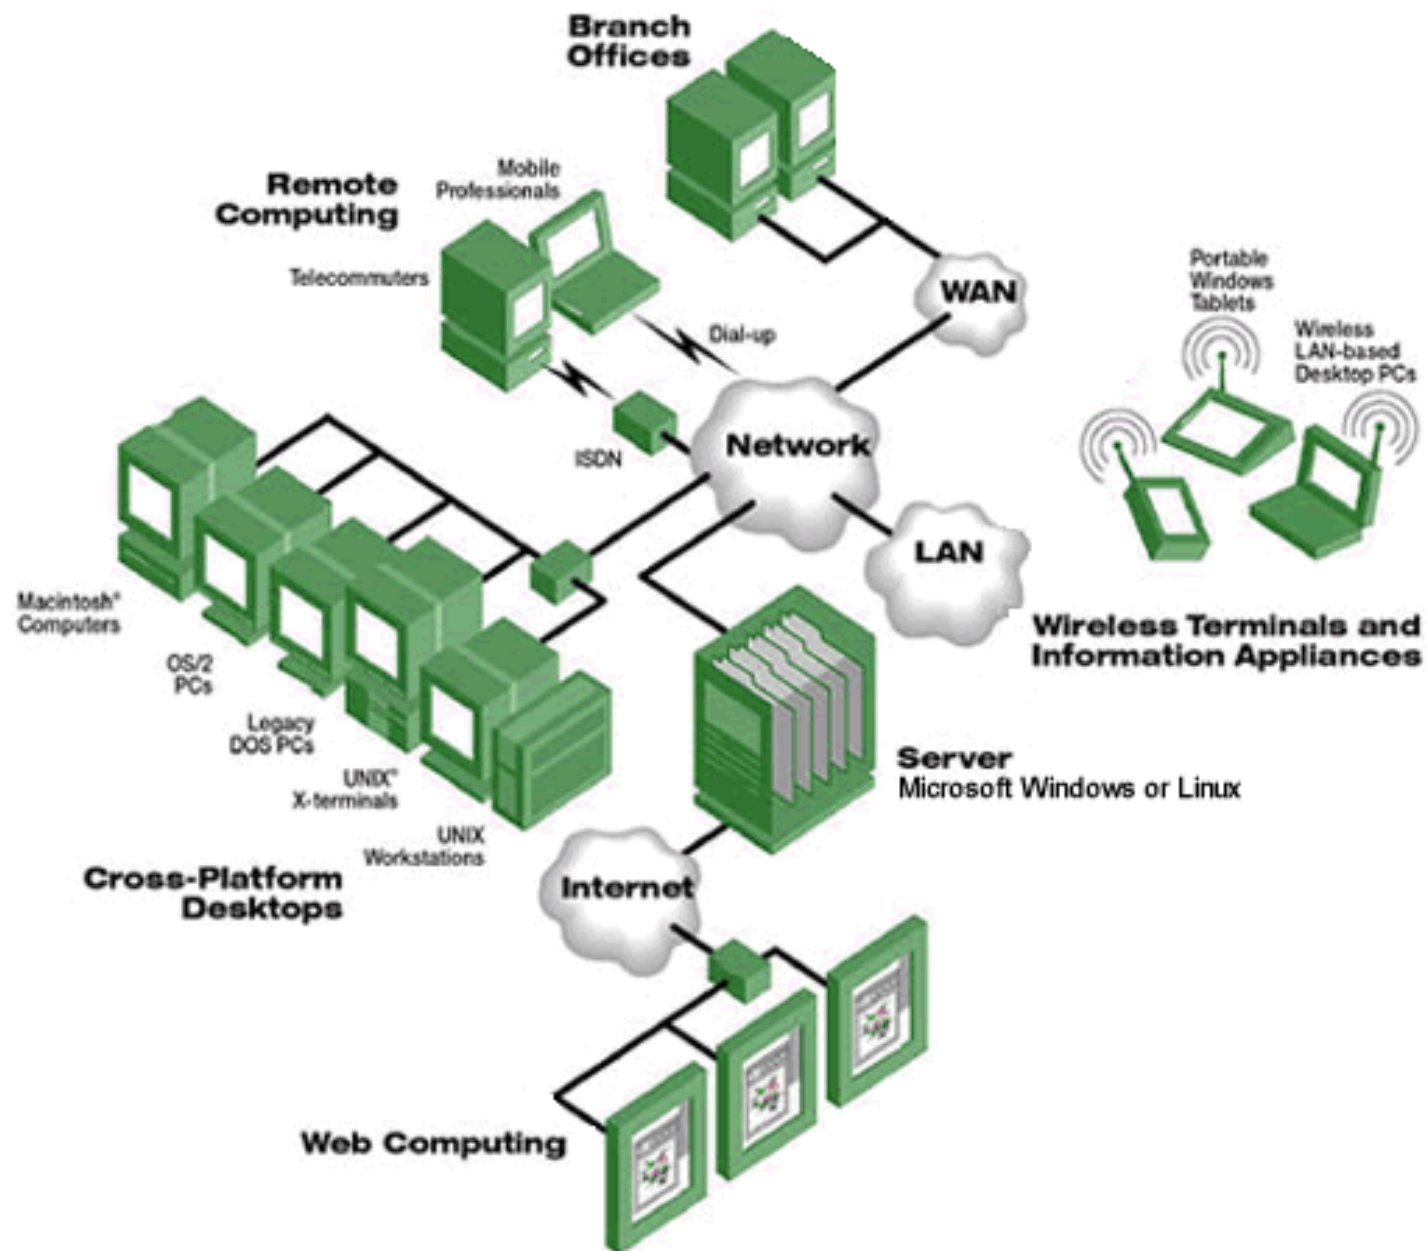 Branch
Offices
Remote
Computing
Mobile
Professionals
Telecommuters
Dial-up
ISDN
WAN
Portable
Windows
Tablets
Wireless
LAN-based
Desktop PCs
Network
LAN
Wireless Terminals and
Information Appliances
Macintosh®
Computers
OS/2
PCs
Legacy
DOS PCs
UNIX®
X-terminals
UNIX
Workstations
Cross-Platform
Desktops
Server
Microsoft Windows or Linux
Internet
Web Computing